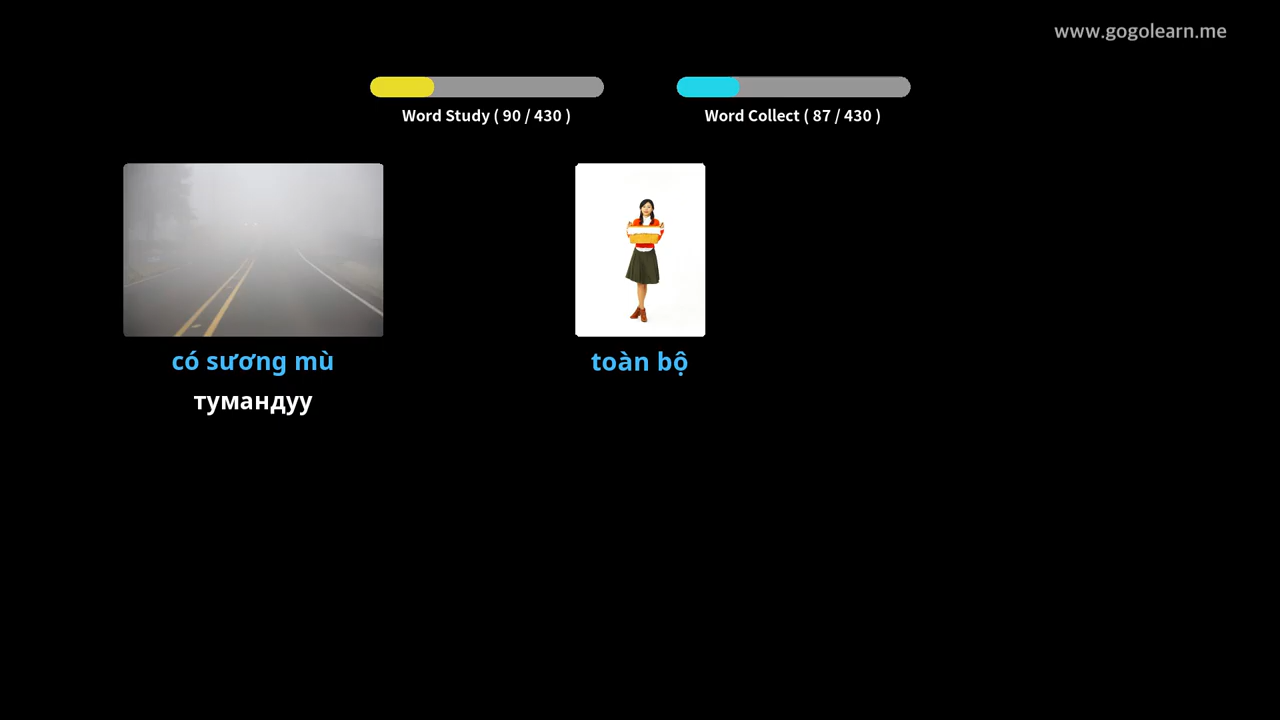 www.gogolearn.me
Word Study ( 90 / 430 )
Word Collect ( 87 / 430 )
có sương mù
тумандуу
toàn bộ